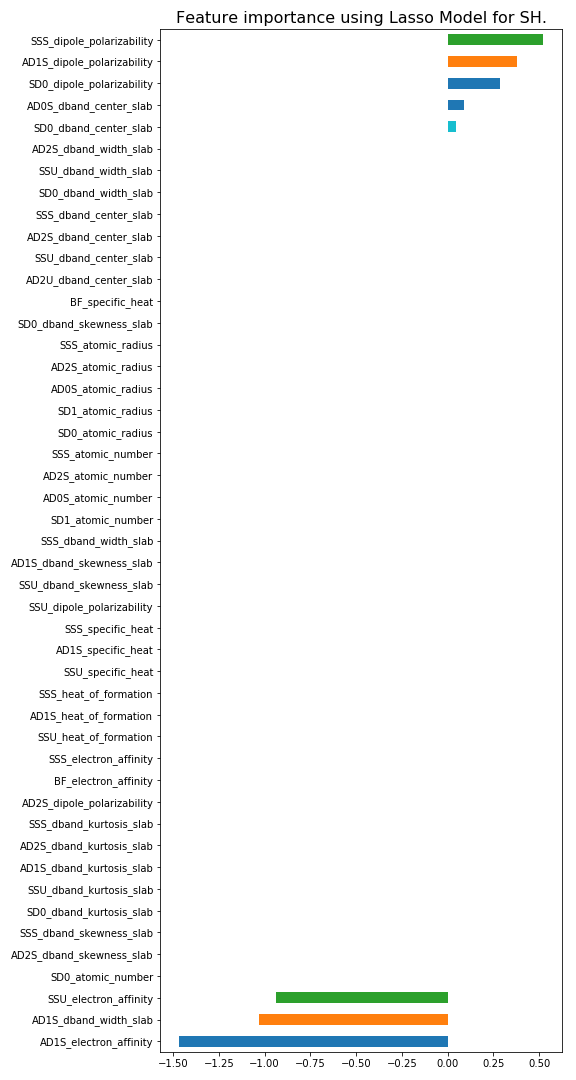 Feature importance using Lasso Model for SH.
SSS_dipole_polarizability
AD1S_dipole_polarizability
SD0_dipole_polarizability
AD0S_dband_center_slab
SD0_dband_center_slab
AD2S_dband_width_slab
SSU_dband_width_slab
SD0_dband_width_slab
SSS_dband_center_slab
AD2S_dband_center_slab
SSU_dband_center_slab
AD2U_dband_center_slab
BF_specific_heat
SD0_dband_skewness_slab
SSS_atomic_radius
AD2S_atomic_radius
AD0S_atomic_radius
SD1_atomic_radius
SD0_atomic_radius
SSS_atomic_number
AD2S_atomic_number
AD0S_atomic_number
SD1_atomic_number
SSS_dband_width_slab
AD1S_dband_skewness_slab
SSU_dband_skewness_slab
SSU_dipole_polarizability
SSS_specific_heat
AD1S_specific_heat
SSU_specific_heat
SSS_heat_of_formation
AD1S_heat_of_formation
SSU_heat_of_formation
SSS_electron_affinity
BF_electron_affinity
AD2S_dipole_polarizability
SSS_dband_kurtosis_slab
AD2S_dband_kurtosis_slab
AD1S_dband_kurtosis_slab
SSU_dband_kurtosis_slab
SD0_dband_kurtosis_slab
SSS_dband_skewness_slab
AD2S_dband_skewness_slab
SD0_atomic_number
SSU_electron_affinity
AD1S_dband_width_slab
AD1S_electron_affinity
−1.50 −1.25 −1.00 −0.75 −0.50 −0.25 0.00 0.25 0.50